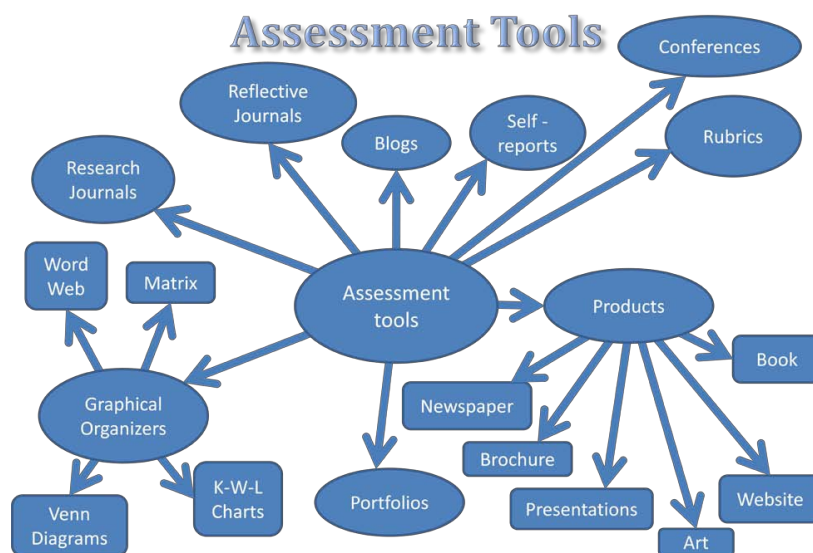 Assessment Tools
Conferences
Reflective
Journals
Self -
reports
Blogs
Rubrics
Research
Journals
Word
Web
Matrix
Assessment
tools
Products
Book
Newspaper
Graphical
Organizers
Brochure
K-W-L
Charts
Portfolios
Presentations
Website
Venn
Diagrams
Art